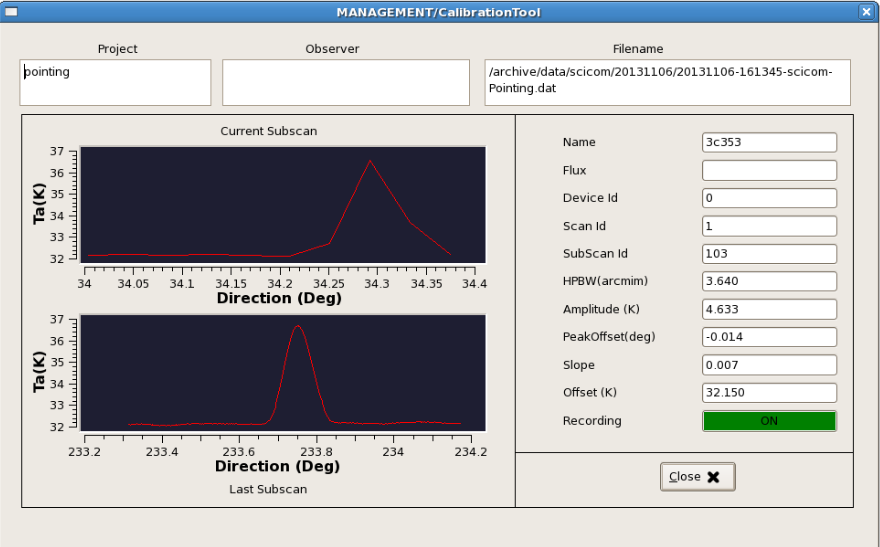 MANAGEMENT/CalibrationTool
Project
Observer
Filename
pointing
/archive/data/scicom/20131106/20131106-161345-scicom-
Pointing.dat
Current Subscan
Ta(K)
37
36
35
34
33
32
34 34.05 34.1 34.15 34.2 34.25 34.3 34.35 34.4
Direction (Deg)
Ta(K)
37
36
35
34
33
32
233.2 233.4 233.6 233.8 234 234.2
Direction (Deg)
Last Subscan
Name 3c353
Flux
Device Id 0
Scan Id 1
SubScan Id 103
HPBW(arcmim) 3.640
Amplitude (K) 4.633
PeakOffset(deg) -0.014
Slope 0.007
Offset (K) 32.150
Recording ON
Close